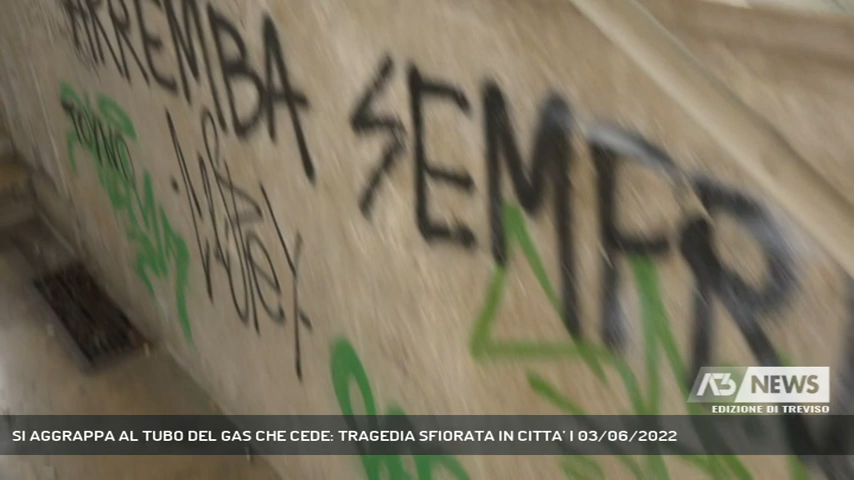 ARREMBA SEMPR
TONNO
A3 NEWS
EDIZIONE DI TREVISO
SI AGGRAPPA AL TUBO DEL GAS CHE CEDE: TRAGEDIA SFIORATA IN CITTA' | 03/06/2022